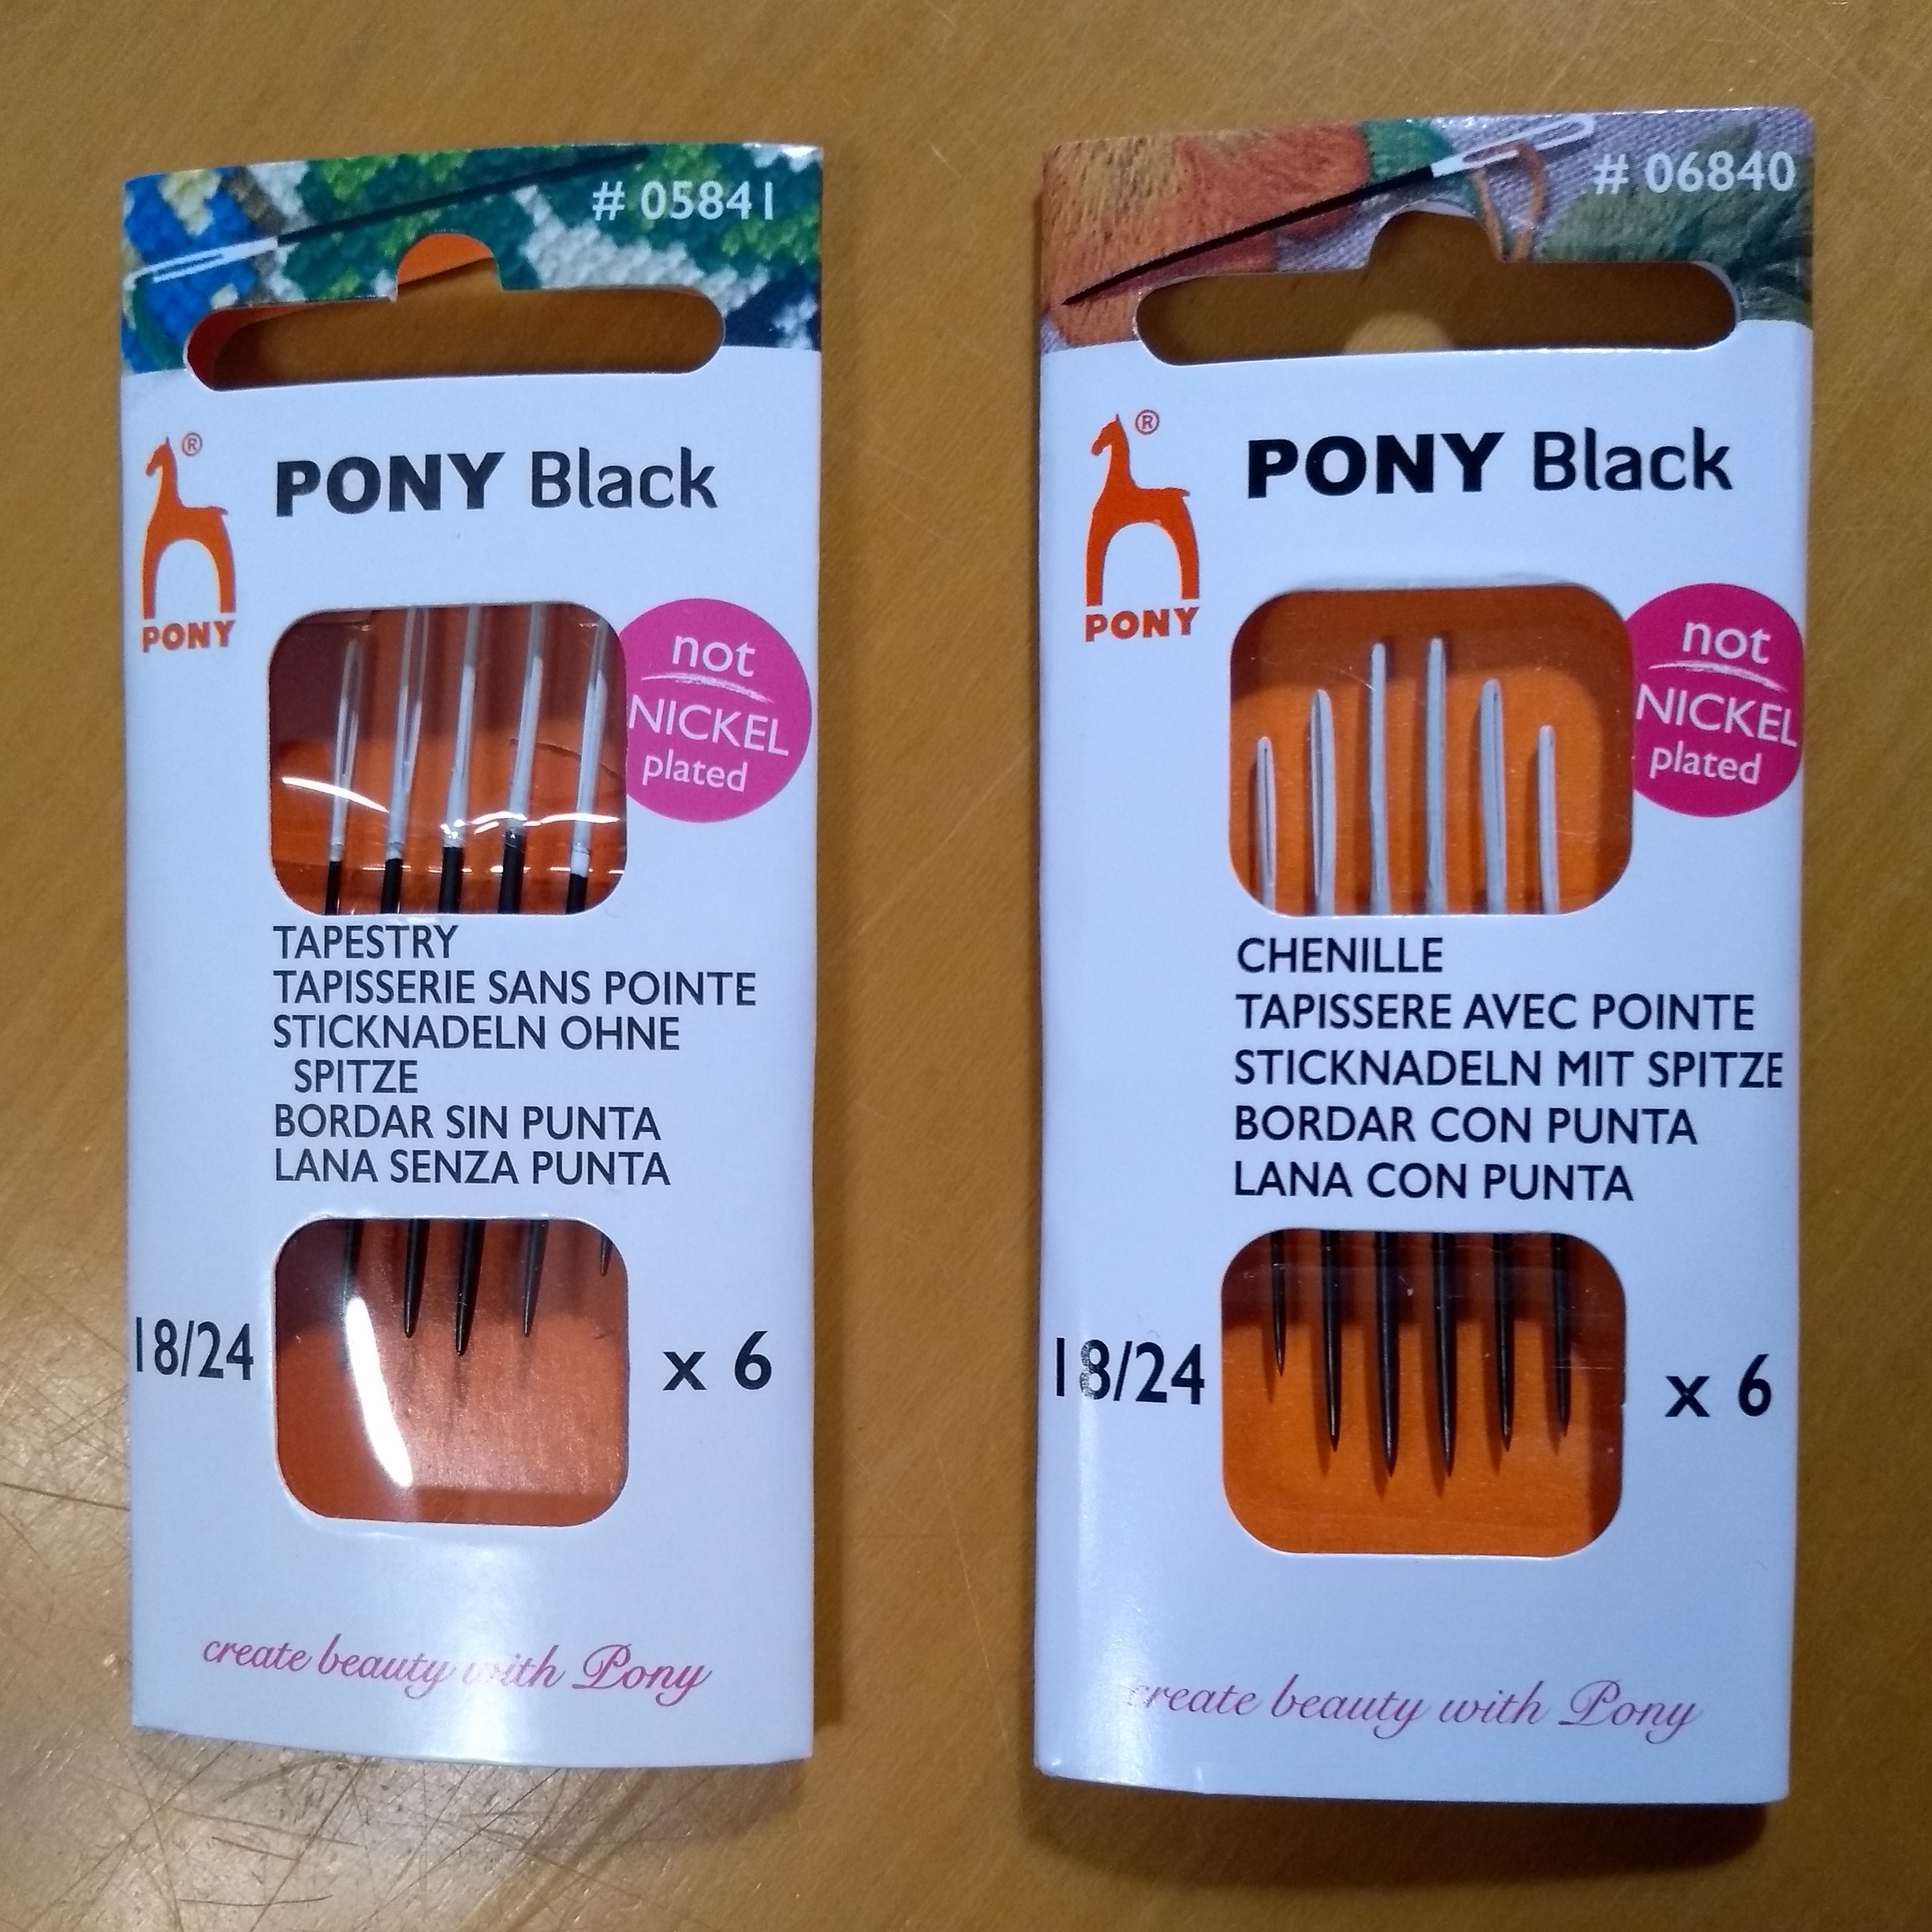 # 05841
®
PONY Black
PONY
not
NICKEL
plated
TAPESTRY
TAPISSERIE SANS POINTE
STICKNADELN OHNE
SPITZE
BORDAR SIN PUNTA
LANA SENZA PUNTA
18/24
x 6
create beauty with Pony
# 06840
®
PONY Black
PONY
not
NICKEL
plated
CHENILLE
TAPISSERE AVEC POINTE
STICKNADELN MIT SPITZE
BORDAR CON PUNTA
LANA CON PUNTA
18/24
x 6
create beauty with Pony